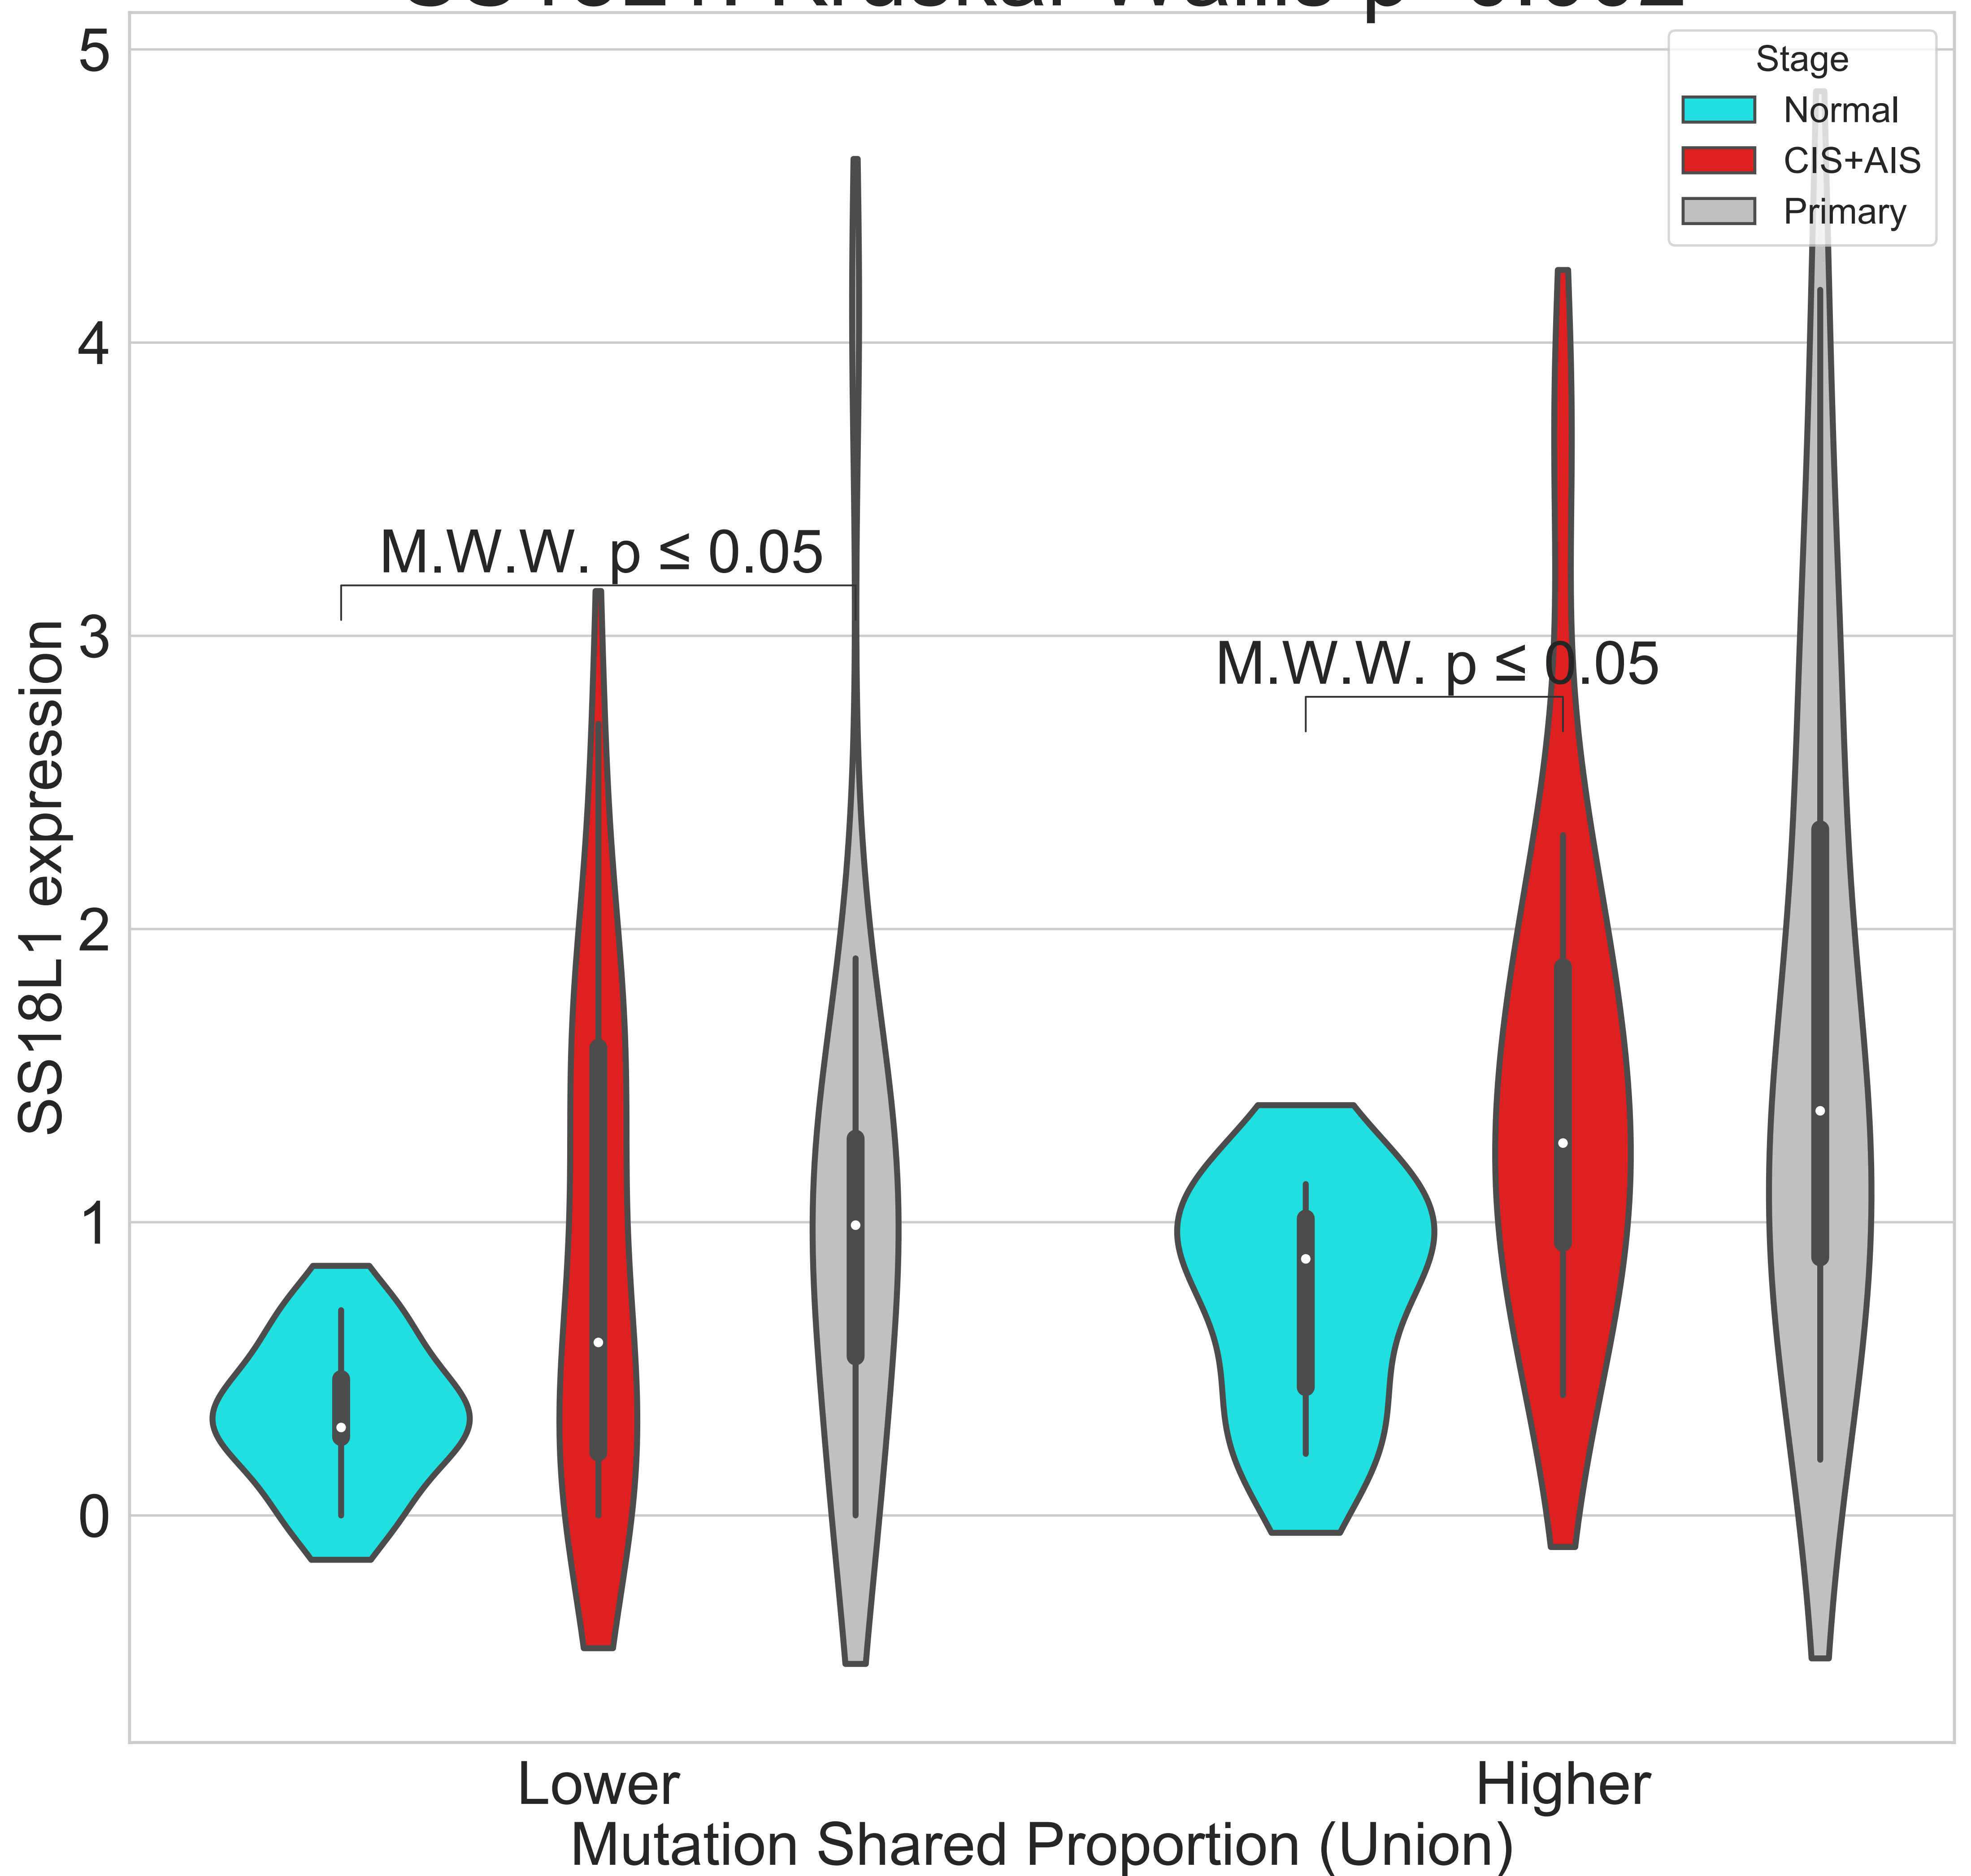 5
4
3
2
1
0
SS18L1 expression
Stage
Normal
CIS+AIS
Primary
M.W.W. p ≤ 0.05
M.W.W. p ≤ 0.05
Lower
Higher
Mutation Shared Proportion (Union)